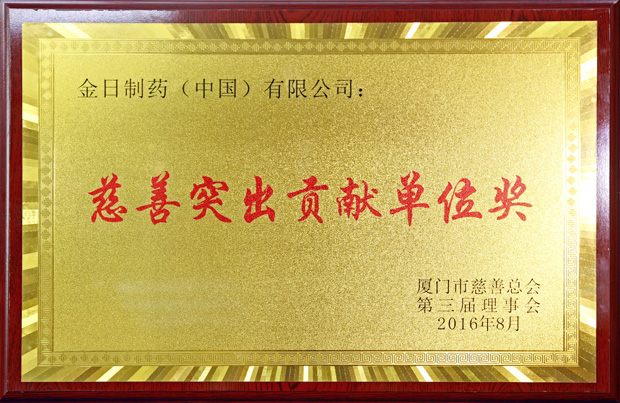 金日制药（中国）有限公司：
慈善突出贡献单位奖
厦门市慈善总会
第三届理事会
2016年8月